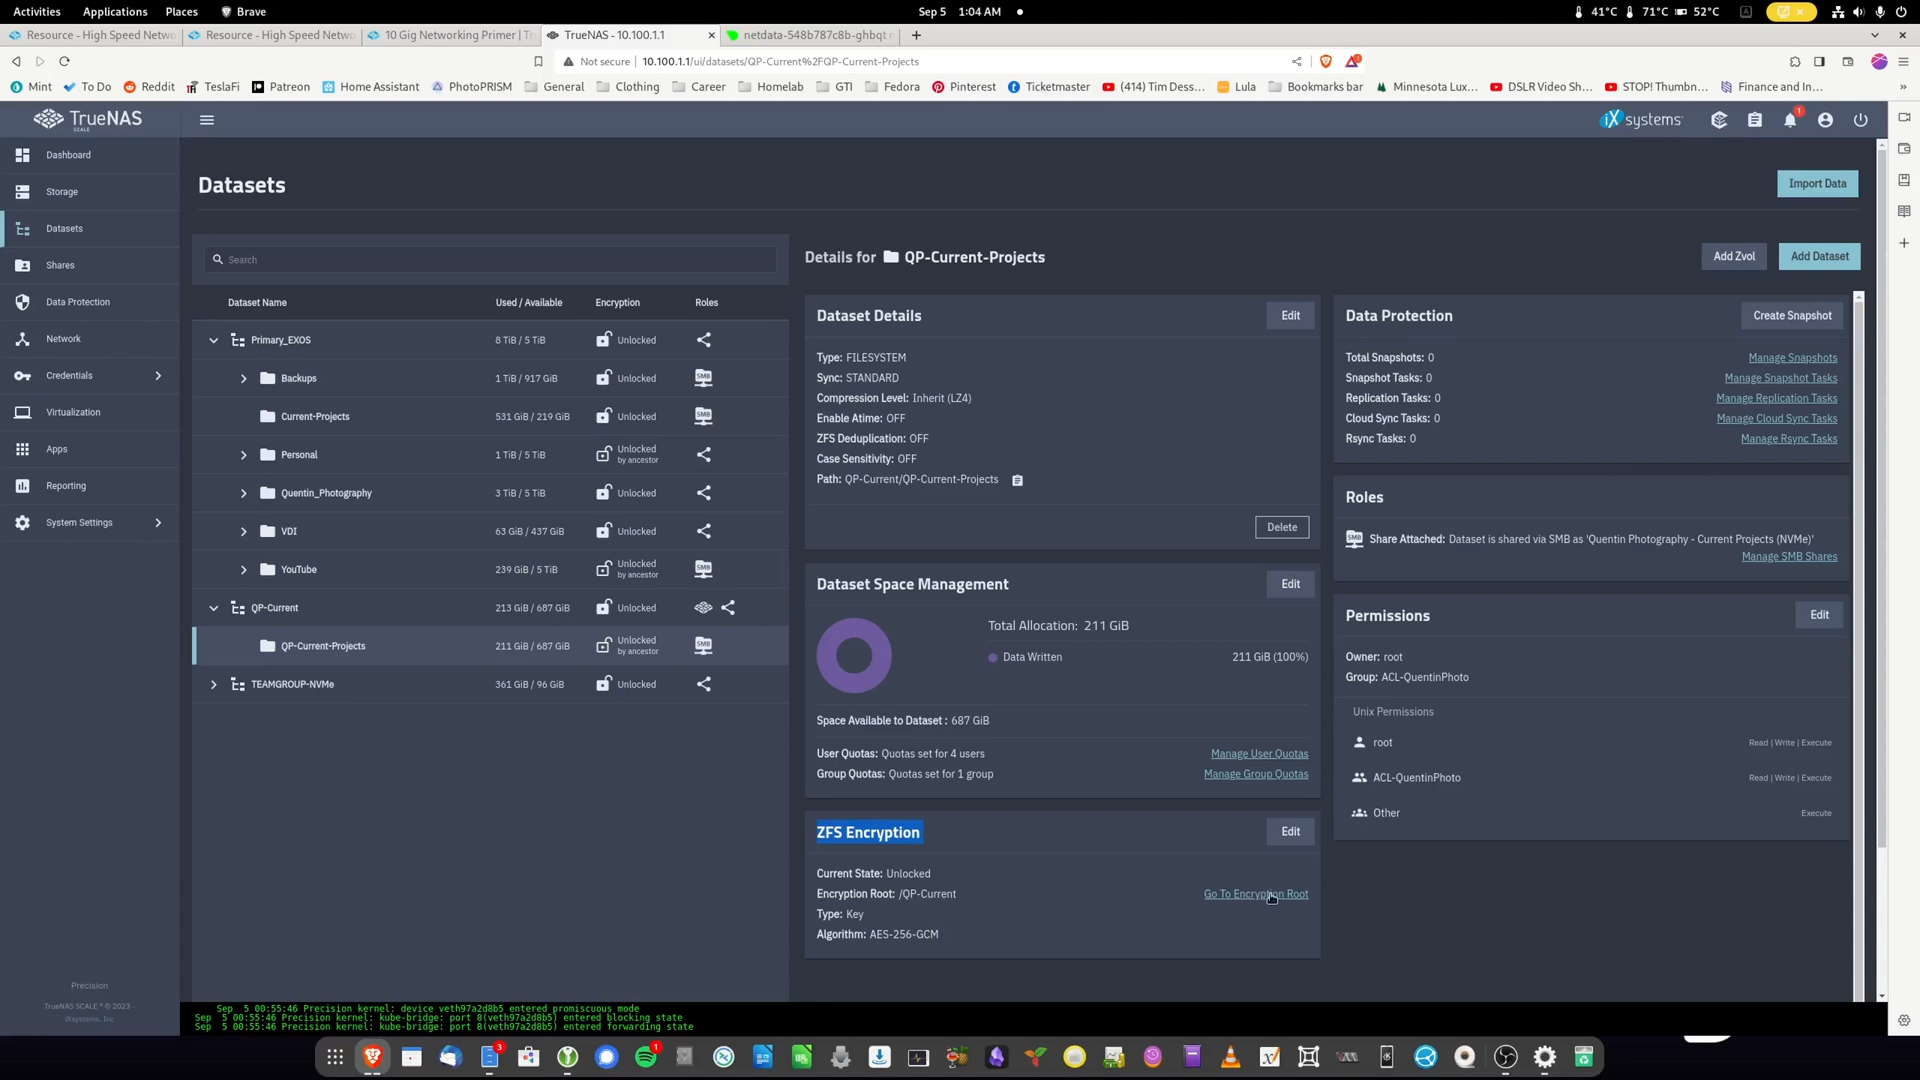 Activities Applications Places Brave Sep 5 1:04 AM 41°C 71°C 52°C A
Resource - High Speed Netwo Resource - High Speed Netwo 10 Gig Networking Primer | Tr TrueNAS - 10.100.1.1 netdata-548b787c8b-ghbqt n
Not secure 10.100.1.1/ui/datasets/QP-Current%2FQP-Current-Projects
Mint To Do Reddit TeslaFi Patreon Home Assistant PhotoPRISM General Clothing Career Homelab GTI Fedora Pinterest Ticketmaster (414) Tim Dess... Lula Bookmarks bar Minnesota Lux... DSLR Video Sh... STOP! Thumbn... Finance and In... »
TrueNAS
SCALE
iXsystems
1
Dashboard
Storage
Datasets
Shares
Data Protection
Network
Credentials
Virtualization
Apps
Reporting
System Settings
Precision
TrueNAS SCALE ® © 2023 -
iXsystems, Inc
Datasets
Import Data
Search
Dataset Name Used / Available Encryption Roles
Primary_EXOS 8 TiB / 5 TiB Unlocked
Backups 1 TiB / 917 GiB Unlocked SMB
Current-Projects 531 GiB / 219 GiB Unlocked SMB
Personal 1 TiB / 5 TiB Unlocked
by ancestor
Quentin_Photography 3 TiB / 5 TiB Unlocked
VDI 63 GiB / 437 GiB Unlocked
YouTube 239 GiB / 5 TiB Unlocked SMB
by ancestor
QP-Current 213 GiB / 687 GiB Unlocked
QP-Current-Projects 211 GiB / 687 GiB Unlocked SMB
by ancestor
TEAMGROUP-NVMe 361 GiB / 96 GiB Unlocked
Details for QP-Current-Projects
Add Zvol Add Dataset
Dataset Details Edit
Type: FILESYSTEM
Sync: STANDARD
Compression Level: Inherit (LZ4)
Enable Atime: OFF
ZFS Deduplication: OFF
Case Sensitivity: OFF
Path: QP-Current/QP-Current-Projects
Delete
Dataset Space Management Edit
Total Allocation: 211 GiB
Data Written 211 GiB (100%)
Space Available to Dataset : 687 GiB
User Quotas: Quotas set for 4 users Manage User Quotas
Group Quotas: Quotas set for 1 group Manage Group Quotas
ZFS Encryption Edit
Current State: Unlocked
Encryption Root: /QP-Current Go To Encryption Root
Type: Key
Algorithm: AES-256-GCM
Data Protection Create Snapshot
Total Snapshots: 0 Manage Snapshots
Snapshot Tasks: 0 Manage Snapshot Tasks
Replication Tasks: 0 Manage Replication Tasks
Cloud Sync Tasks: 0 Manage Cloud Sync Tasks
Rsync Tasks: 0 Manage Rsync Tasks
Roles
SMB Share Attached: Dataset is shared via SMB as 'Quentin Photography - Current Projects (NVMe)'
Manage SMB Shares
Permissions Edit
Owner: root
Group: ACL-QuentinPhoto
Unix Permissions
root Read | Write | Execute
ACL-QuentinPhoto Read | Write | Execute
Other Execute
Sep 5 00:55:46 Precision kernel: device veth97a2d8b5 entered promiscuous mode
Sep 5 00:55:46 Precision kernel: kube-bridge: port 8(veth97a2d8b5) entered blocking state
Sep 5 00:55:46 Precision kernel: kube-bridge: port 8(veth97a2d8b5) entered forwarding state
3 1